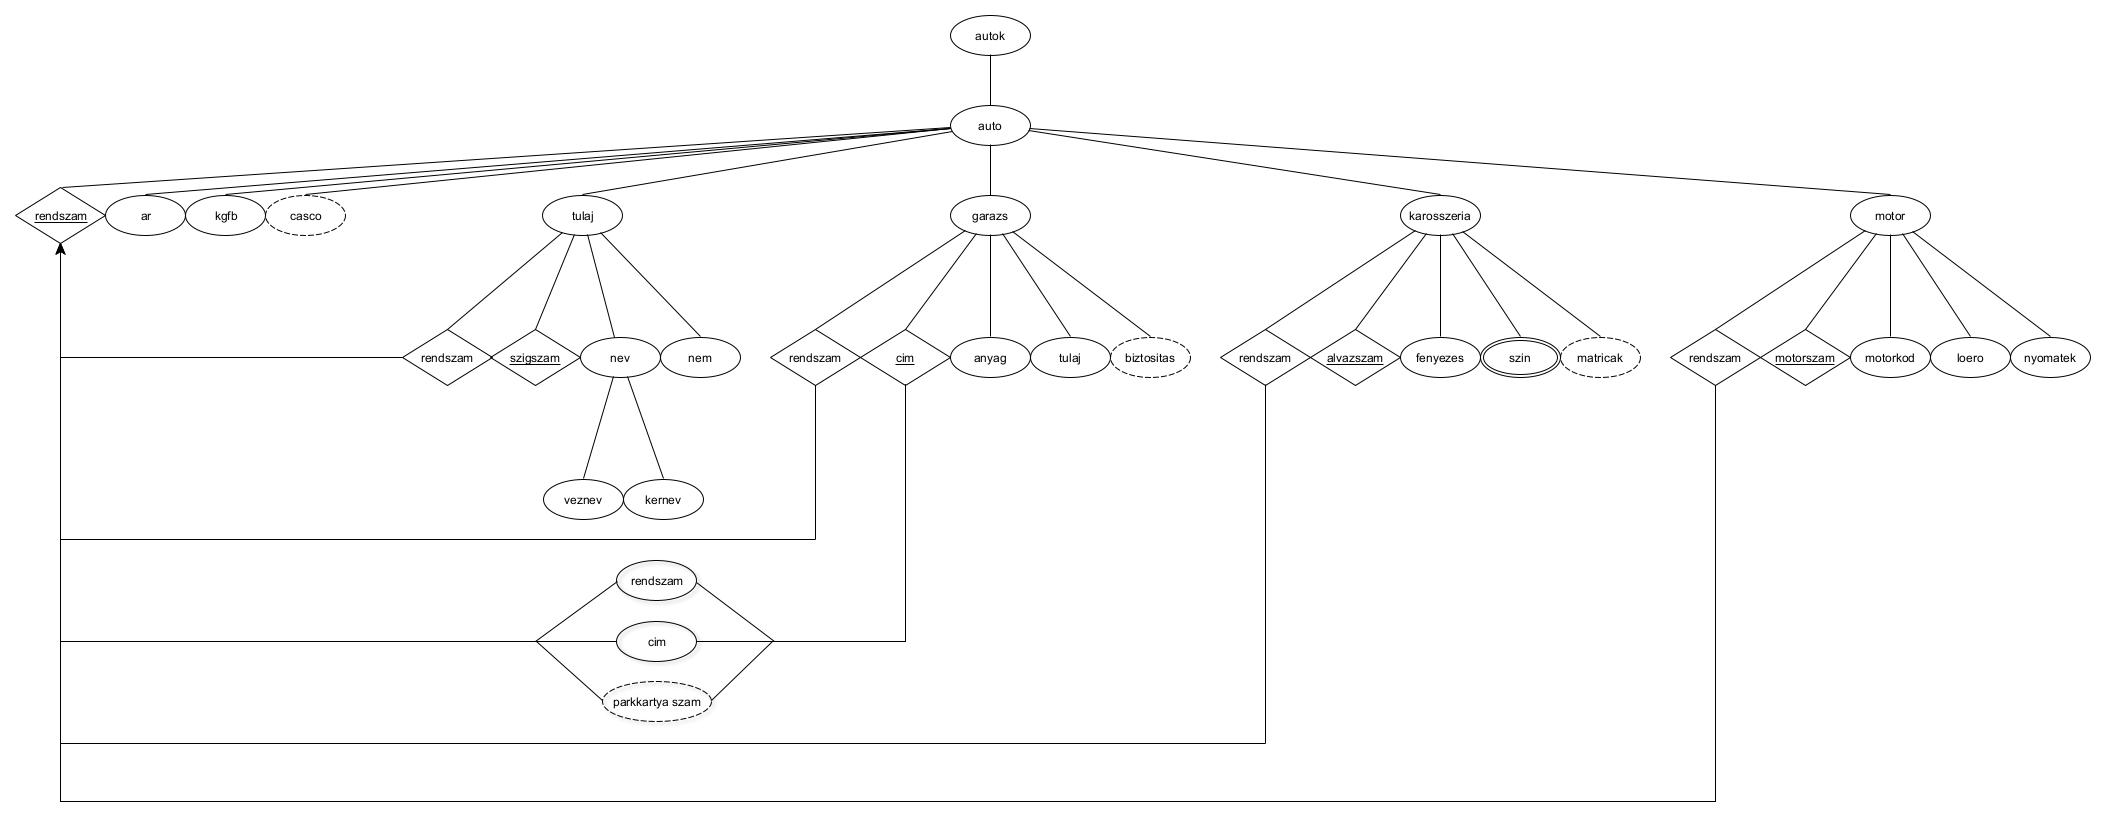 autok
auto
rendszam
ar
kgfb
casco
tulaj
garazs
karosszeria
motor
rendszam
szigszam
nev
nem
rendszam
cim
anyag
tulaj
biztositas
rendszam
alvazszam
fenyezes
szin
matricak
rendszam
motorszam
motorkod
loero
nyomatek
veznev
kernev
rendszam
cim
parkkartya szam